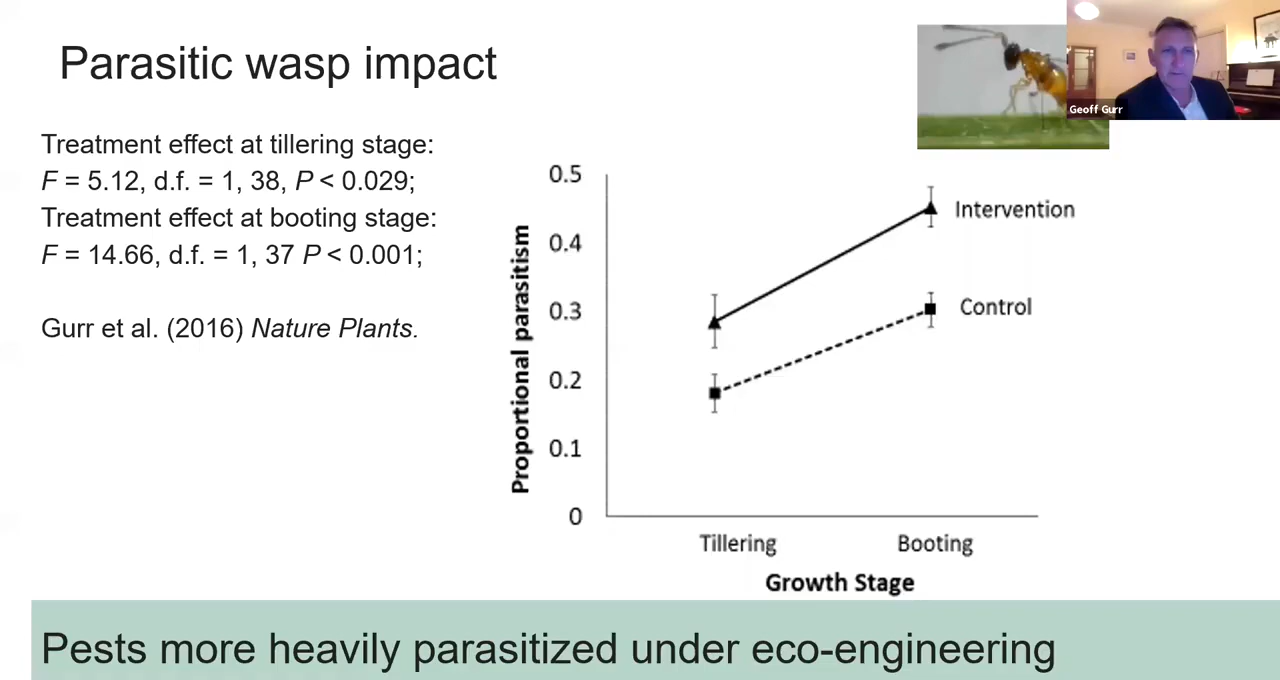 Parasitic wasp impact
Geoff Gurr
Treatment effect at tillering stage:
F = 5.12, d.f. = 1, 38, P < 0.029;
Treatment effect at booting stage:
F = 14.66, d.f. = 1, 37 P < 0.001;
Gurr et al. (2016) Nature Plants.
Proportional parasitism
0.5
0.4
0.3
0.2
0.1
0
Intervention
Control
Tillering
Booting
Growth Stage
Pests more heavily parasitized under eco-engineering